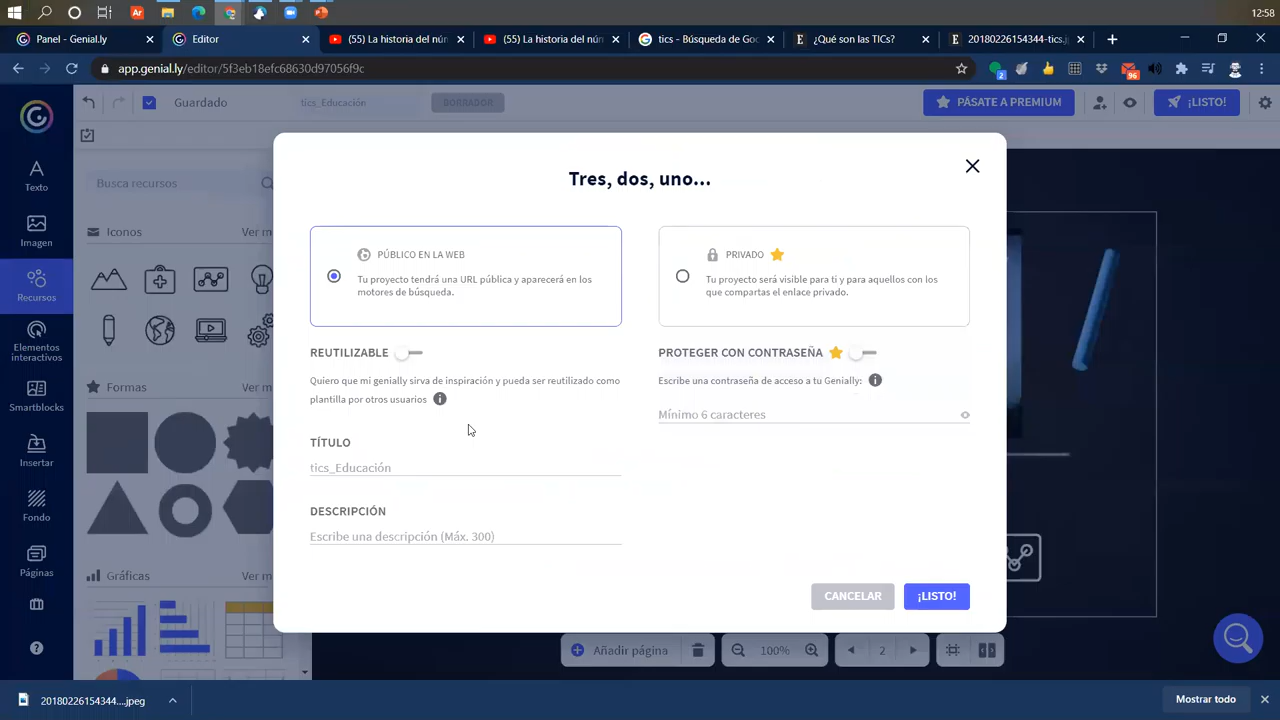 12:58
Panel - Genial.ly
Editor
(55) La historia del nún
(55) La historia del nún
tics - Búsqueda de Goo
¿Qué son las TICs?
20180226154344-tics.j
app.genial.ly/editor/5f3eb18efc68630d97056f9c
2
96
Guardado
tics_Educación
BORRADOR
PÁSATE A PREMIUM
¡LISTO!
Texto
Imagen
Recursos
Elementos
interactivos
Smartblocks
Insertar
Fondo
Páginas
Busca recursos
Iconos
Ver m
Formas
Ver m
Gráficas
Ver m
Tres, dos, uno...
PÚBLICO EN LA WEB
Tu proyecto tendrá una URL pública y aparecerá en los
motores de búsqueda.
PRIVADO
Tu proyecto será visible para ti y para aquellos con los
que compartas el enlace privado.
REUTILIZABLE
Quiero que mi genially sirva de inspiración y pueda ser reutilizado como
plantilla por otros usuarios
PROTEGER CON CONTRASEÑA
Escribe una contraseña de acceso a tu Genially:
Mínimo 6 caracteres
TÍTULO
tics_Educación
DESCRIPCIÓN
Escribe una descripción (Máx. 300)
CANCELAR
¡LISTO!
Añadir página
100%
2
20180226154344....jpeg
Mostrar todo